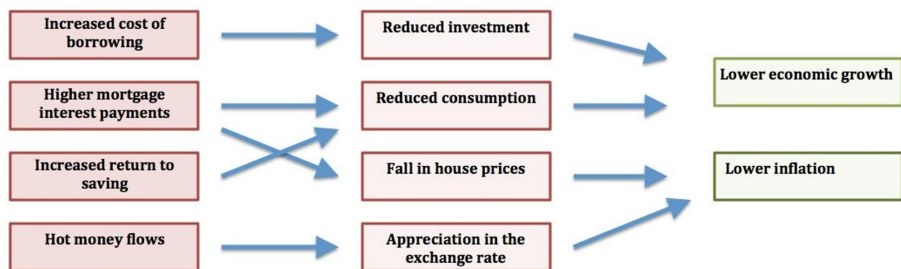 Increased cost of
borrowing
Reduced investment
Lower economic growth
Higher mortgage
interest payments
Reduced consumption
Increased return to
saving
Fall in house prices
Lower inflation
Hot money flows
Appreciation in the
exchange rate